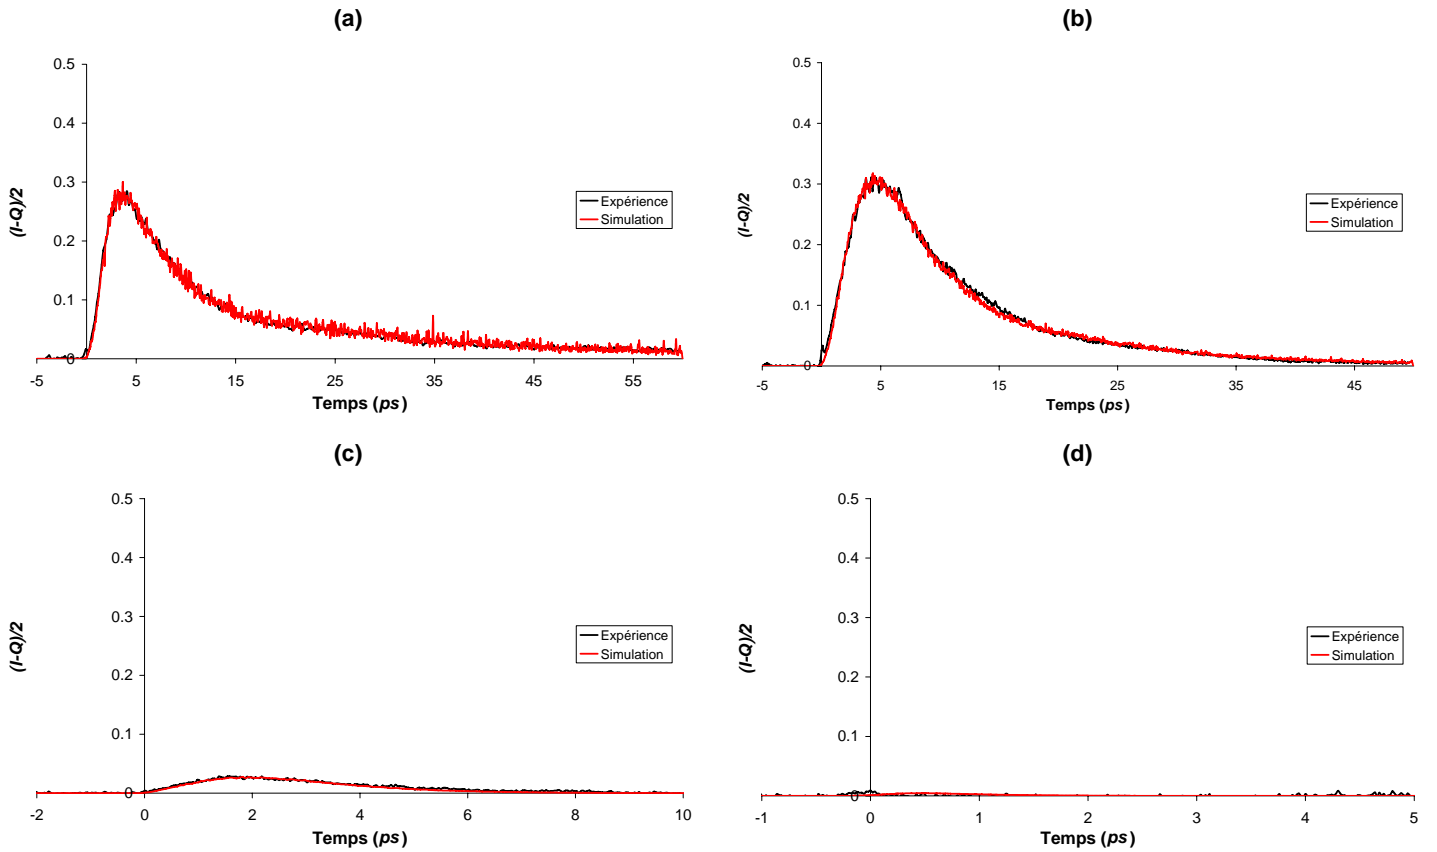 (a)
0.5
0.4
0.3
0.2
0.1
0
(I-Q)/2
Expérience
Simulation
-5 5 15 25 35 45 55
Temps (ps)
(b)
0.5
0.4
0.3
0.2
0.1
0
(I-Q)/2
Expérience
Simulation
-5 5 15 25 35 45
Temps (ps)
(c)
0.5
0.4
0.3
0.2
0.1
0
(I-Q)/2
Expérience
Simulation
-2 0 2 4 6 8 10
Temps (ps)
(d)
0.5
0.4
0.3
0.2
0.1
0
(I-Q)/2
Expérience
Simulation
-1 0 1 2 3 4 5
Temps (ps)